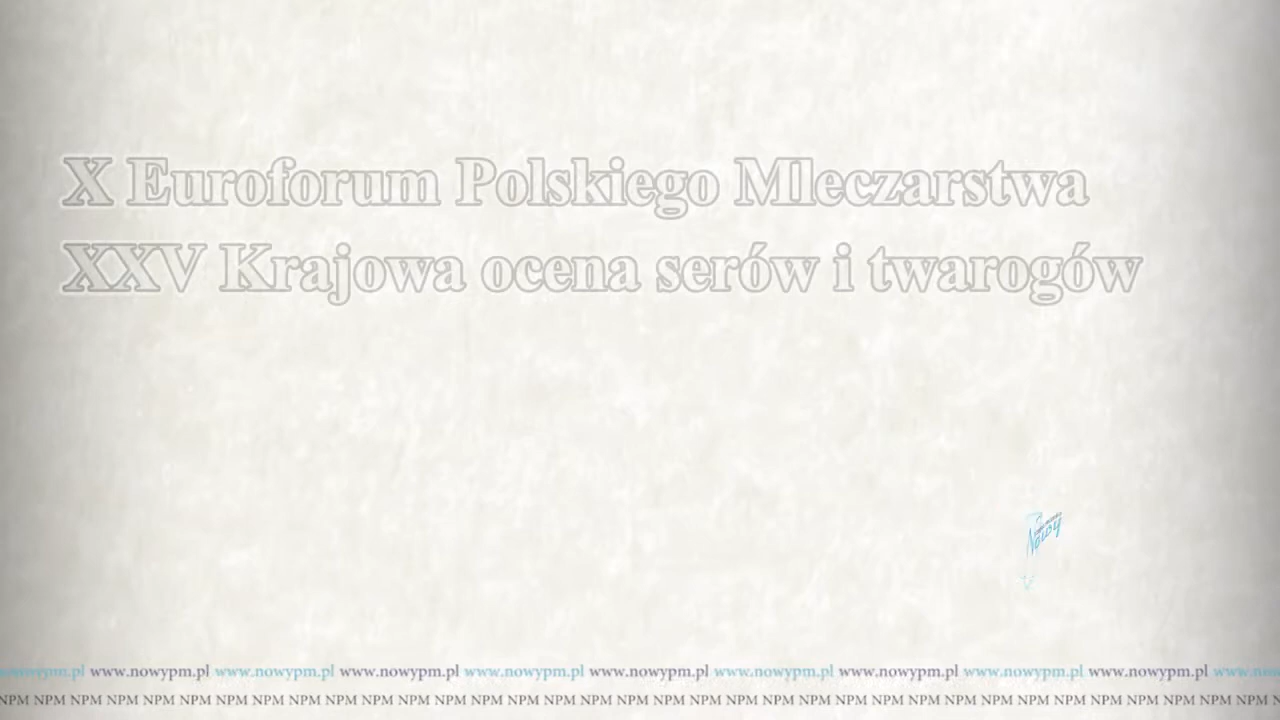 X Euroforum Polskiego Mleczarstwa
XXV Krajowa ocena serów i twarogów
Nowy
www.nowypm.pl www.nowypm.pl www.nowypm.pl www.nowypm.pl www.nowypm.pl www.nowypm.pl www.nowypm.pl www.nowypm.pl www.nowypm.pl
NPM NPM NPM NPM NPM NPM NPM NPM NPM NPM NPM NPM NPM NPM NPM NPM NPM NPM NPM NPM NPM NPM NPM NPM NPM NPM NPM NPM NPM NPM NPM NPM NPM NPM NPM